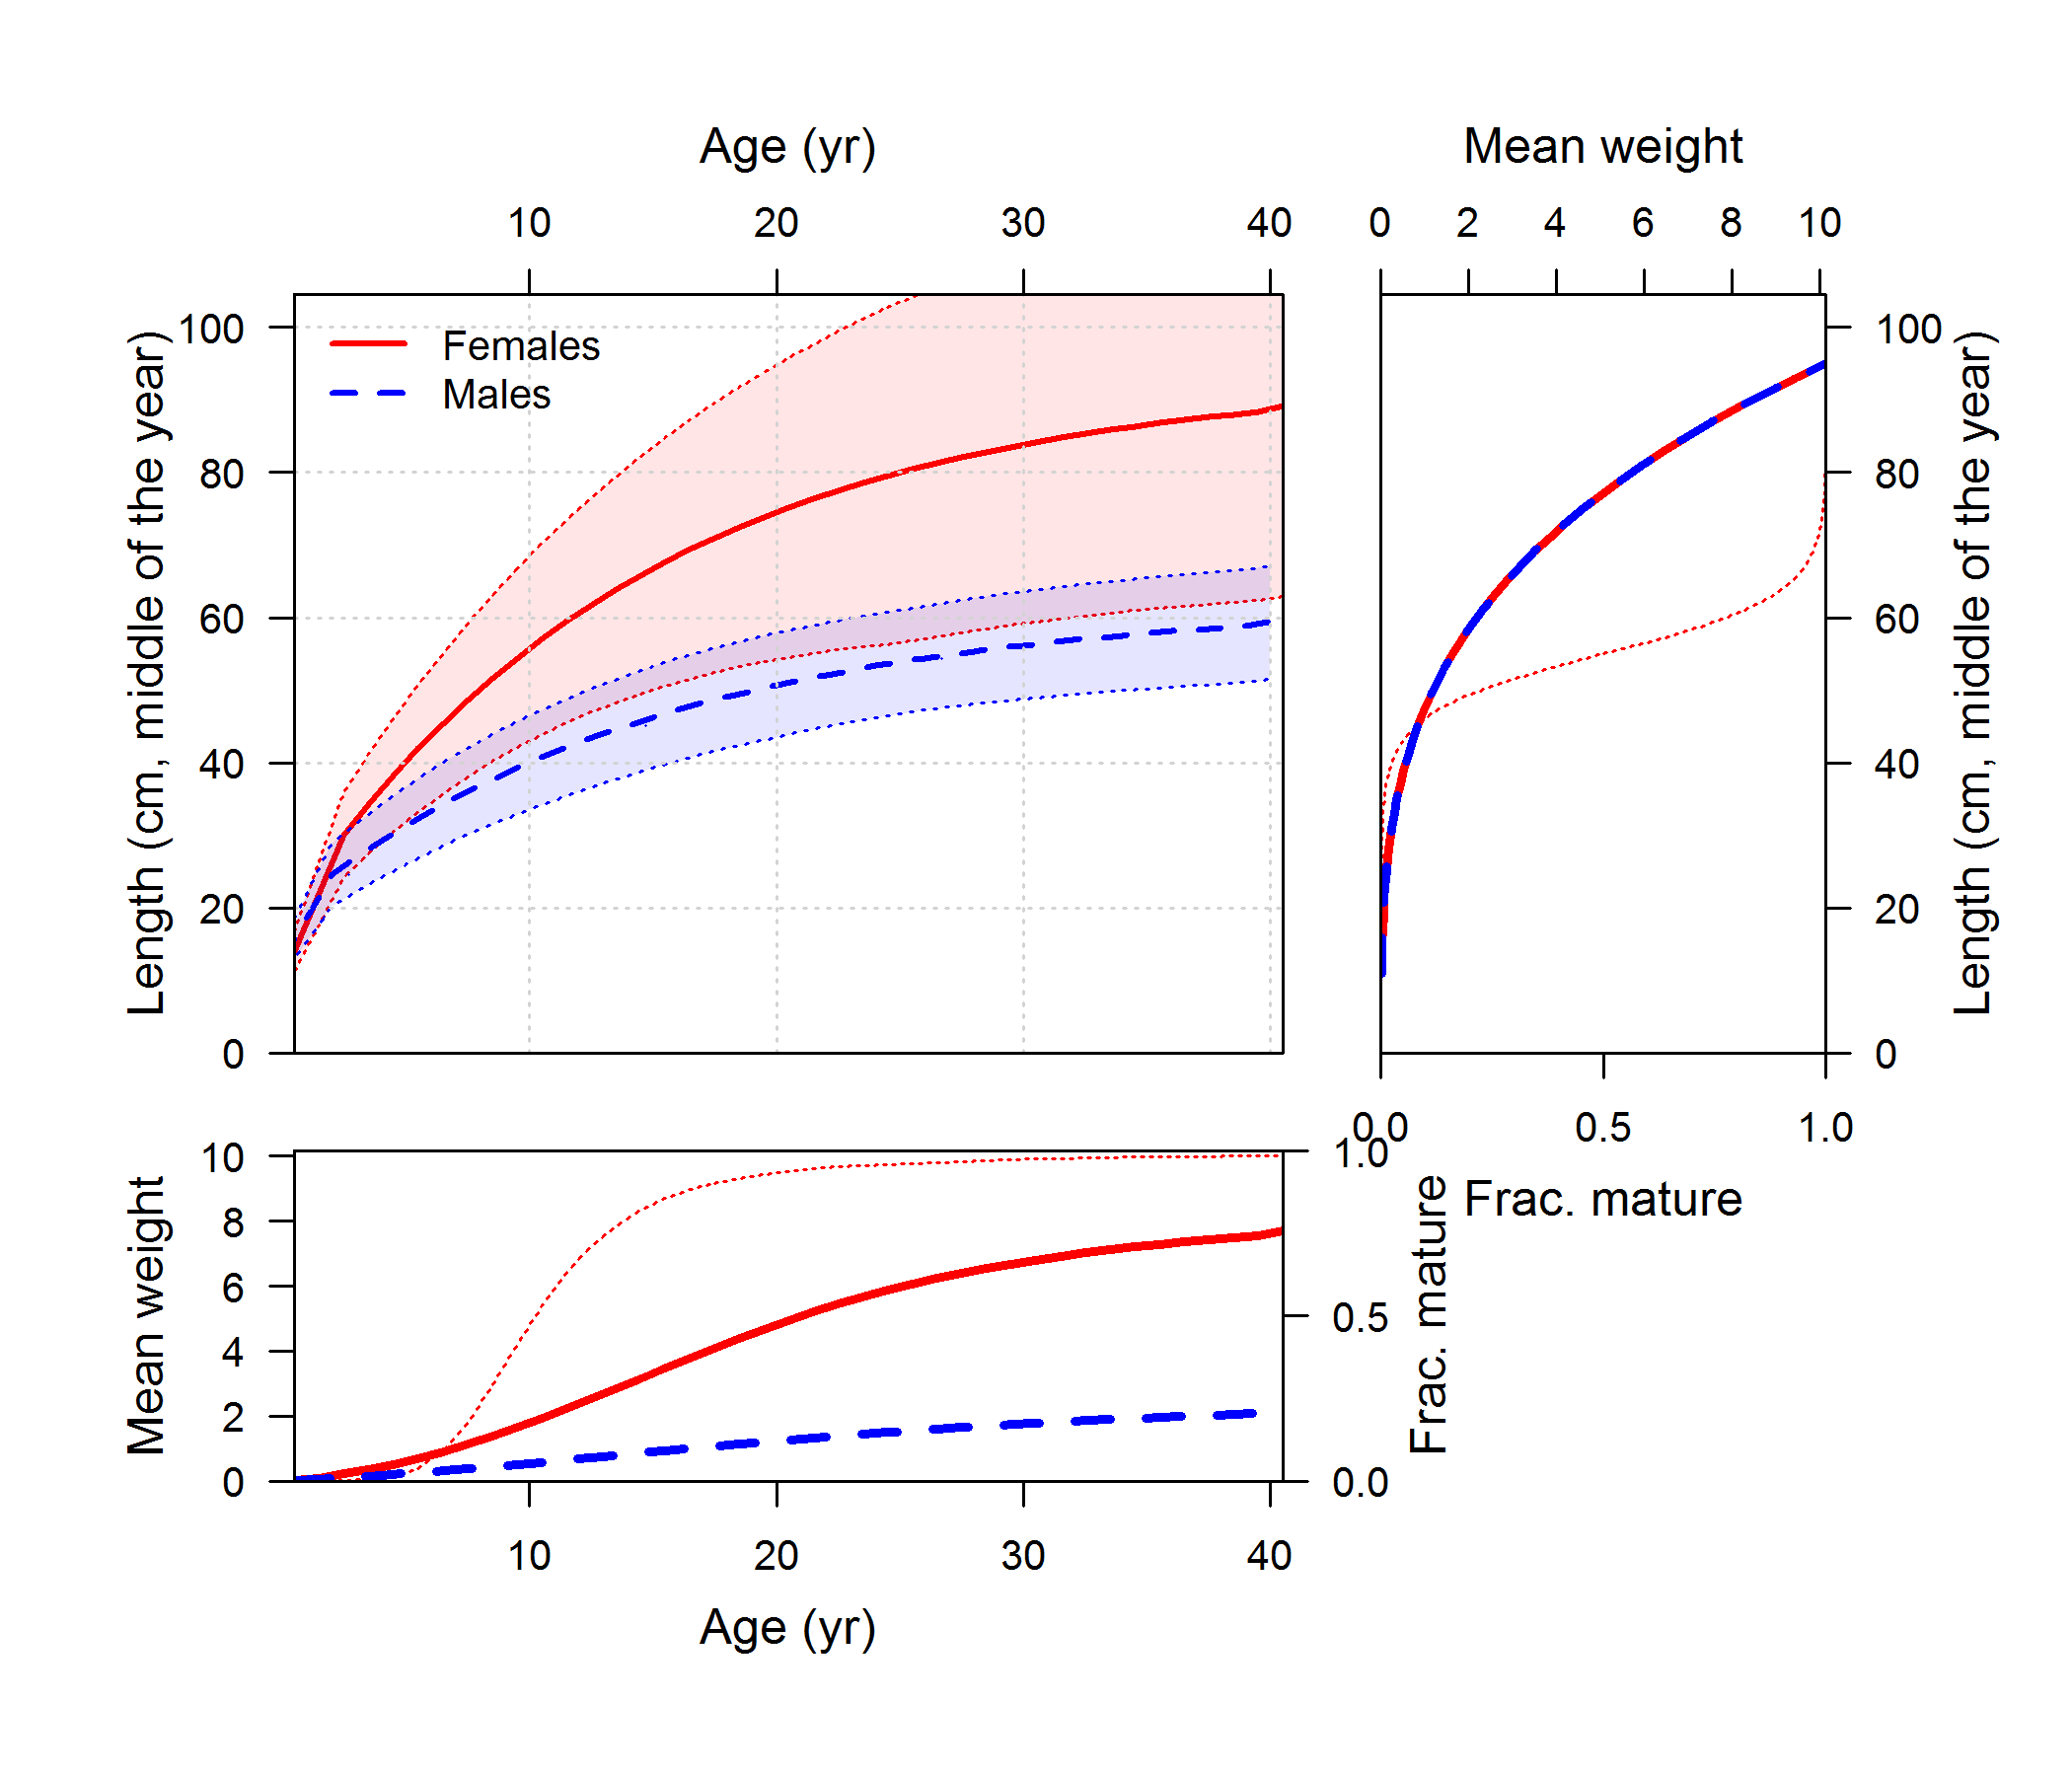 Age (yr)
10 20 30 40
Length (cm, middle of the year)
100
80
60
40
20
0
Females
Males
Mean weight
0 2 4 6 8 10
100
80
60
40
20
0
Length (cm, middle of the year)
0.0 0.5 1.0
Frac. mature
Mean weight
10
8
6
4
2
0
1.0
0.5
0.0
Frac. mature
10 20 30 40
Age (yr)